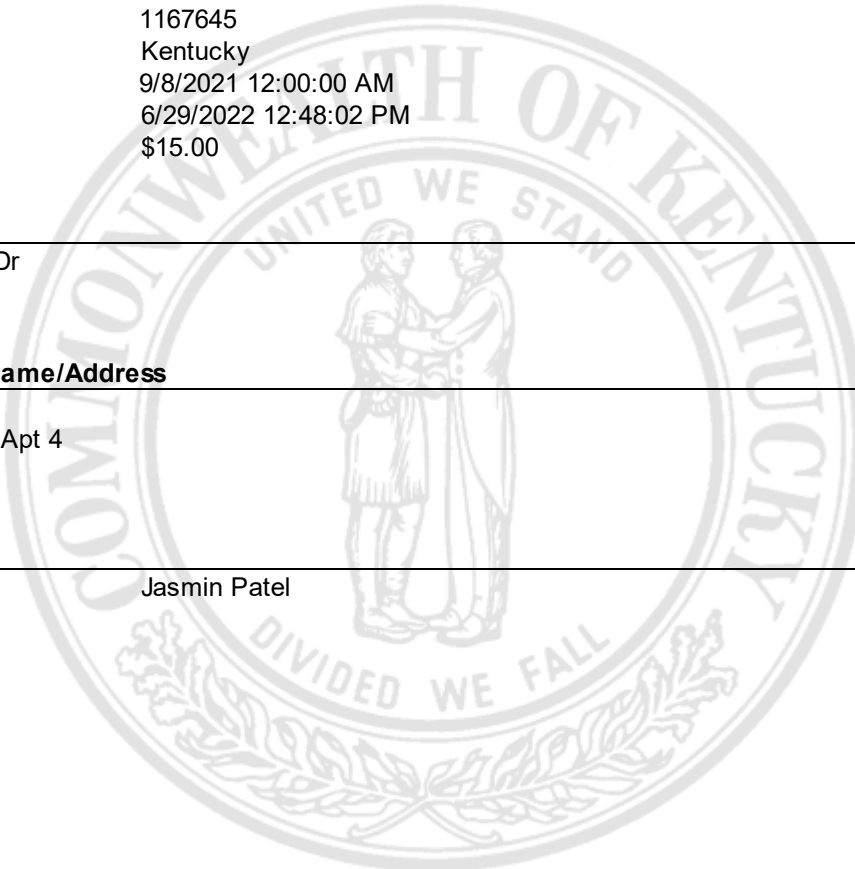 1167645
Kentucky
9/8/2021 12:00:00 AM
6/29/2022 12:48:02 PM
$15.00
COMMONWEALTH OF KENTUCKY
UNITED WE STAND
Dr
ame/Address
Apt 4
Jasmin Patel
DIVIDED WE FALL